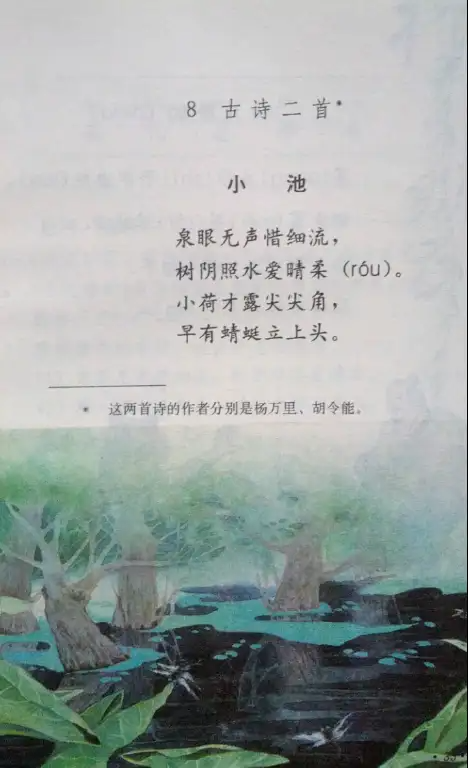 8 古诗二首*
小 池
泉眼无声惜细流，
树阴照水爱晴柔（róu）。
小荷才露尖尖角，
早有蜻蜓立上头。
* 这两首诗的作者分别是杨万里、胡令能。